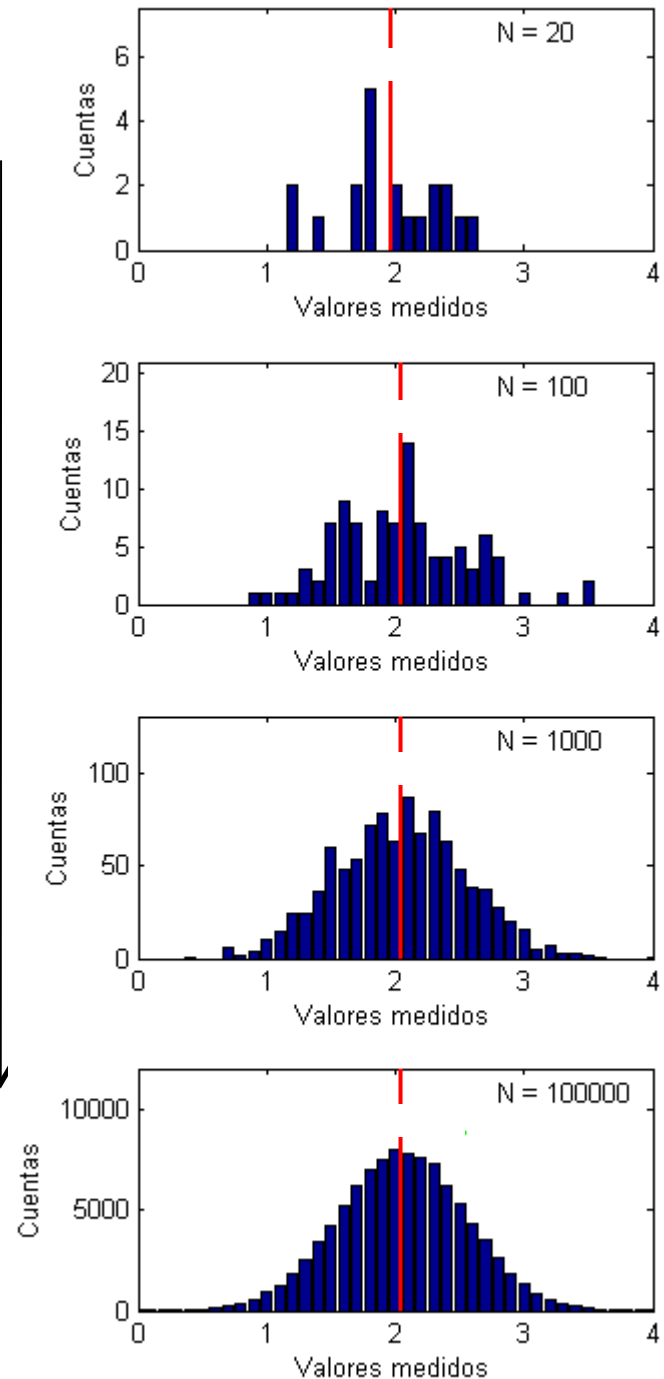 N = 20
Cuentas
6
4
2
0
0 1 2 3 4
Valores medidos
N = 100
Cuentas
20
15
10
5
0
0 1 2 3 4
Valores medidos
N = 1000
Cuentas
100
50
0
0 1 2 3 4
Valores medidos
N = 100000
Cuentas
10000
5000
0
0 1 2 3 4
Valores medidos